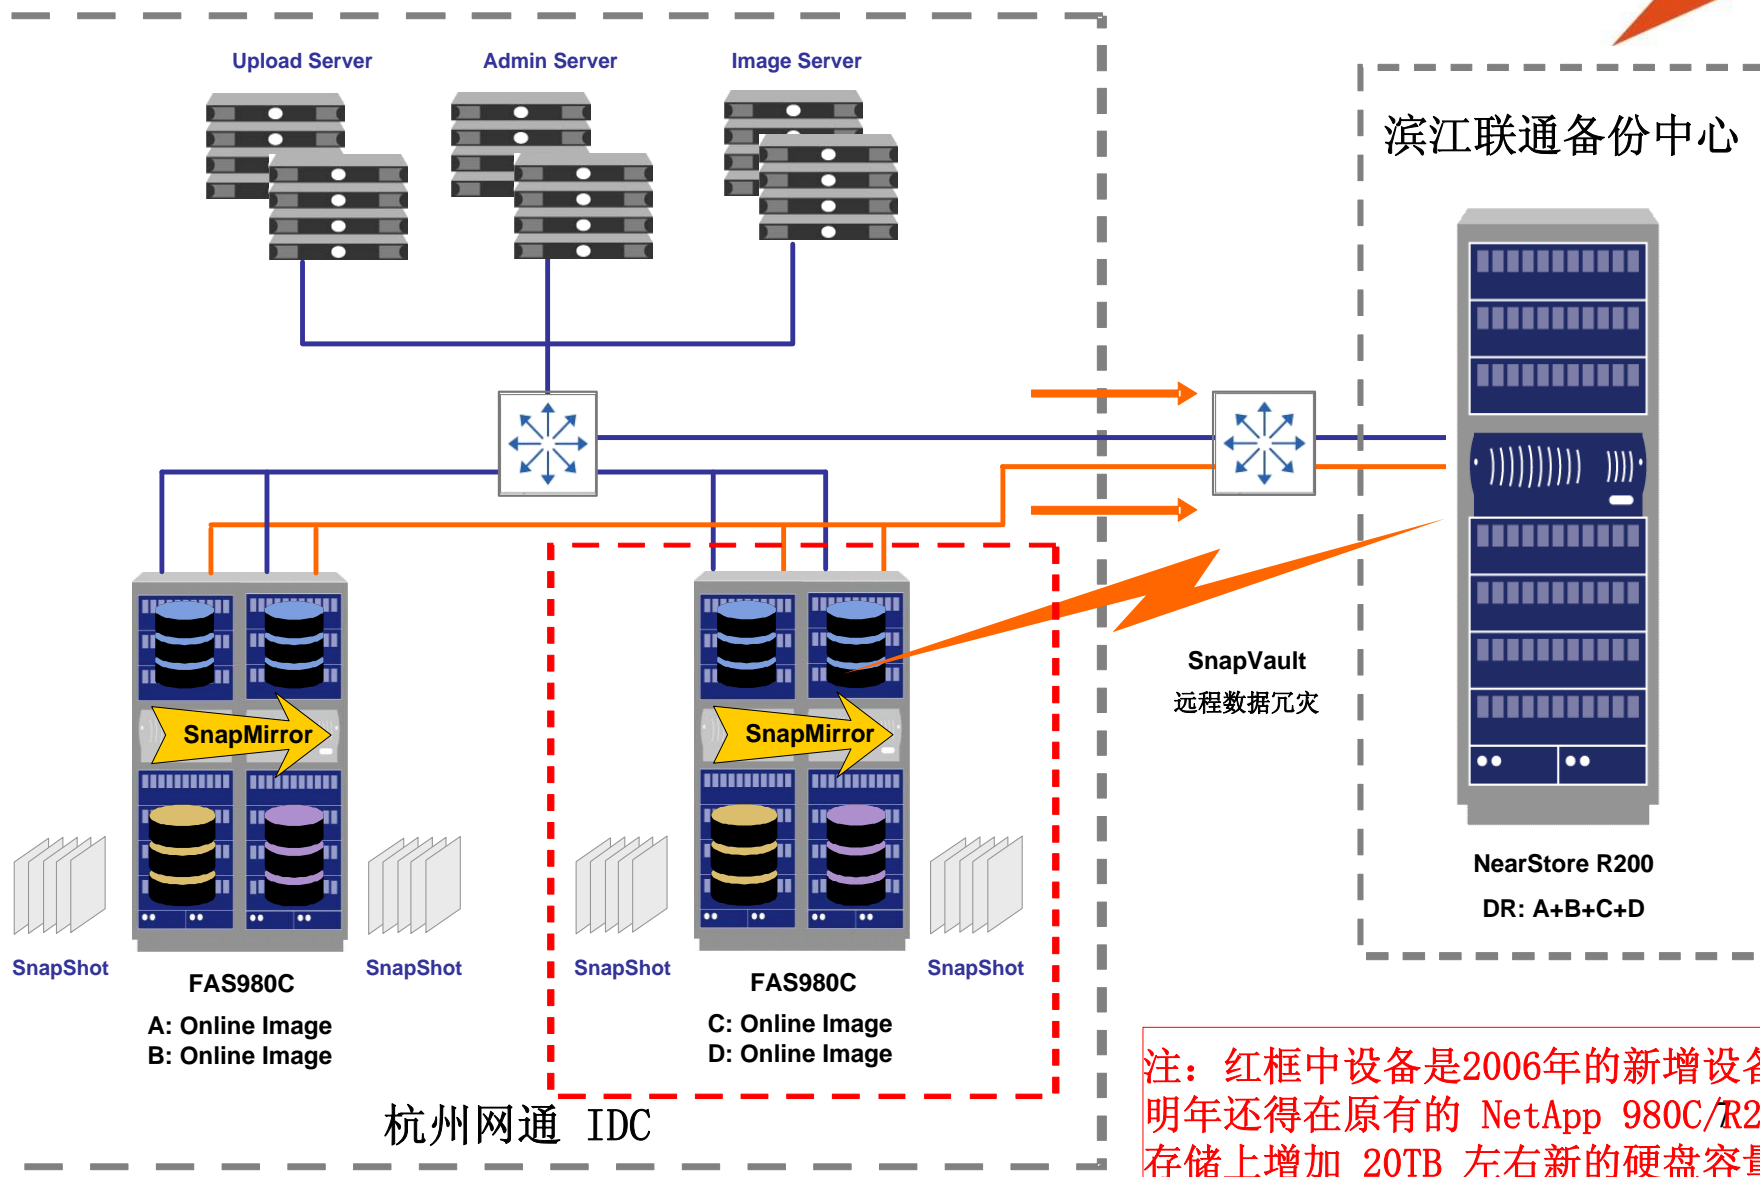 Upload Server
Admin Server
Image Server
滨江联通备份中心
SnapVault
远程数据冗灾
SnapMirror
SnapMirror
NearStore R200
DR: A+B+C+D
SnapShot
SnapShot
SnapShot
SnapShot
FAS980C
A: Online Image
B: Online Image
FAS980C
C: Online Image
D: Online Image
杭州网通 IDC
注：红框中设备是2006年的新增设备
明年还得在原有的 NetApp 980C/R2
7
存储上增加 20TB 左右新的硬盘容量